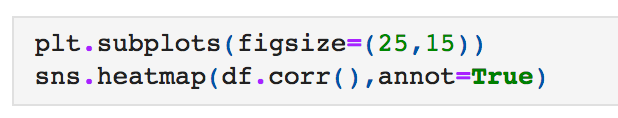 plt.subplots(figsize=(25,15))
sns.heatmap(df.corr(),annot=True)